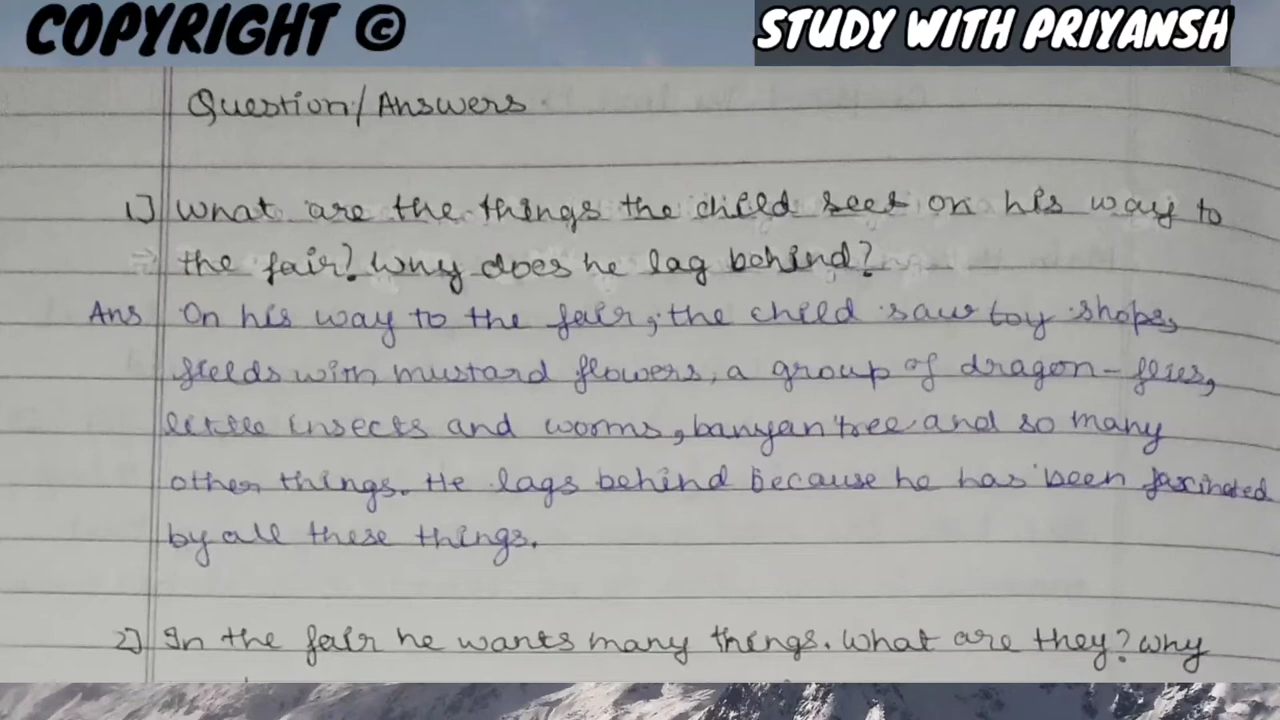 COPYRIGHT © STUDY WITH PRIYANSH
Question/Answers
1] What are the things the child sees on his way to
the fair? Why does he lag behind?
Ans On his way to the fair, the child saw toy shops,
fields with mustard flowers, a group of dragon-flies,
little insects and worms, banyan tree and so many
other things. He lags behind because he has been fascinated
by all these things.
2] In the fair he wants many things. What are they? Why